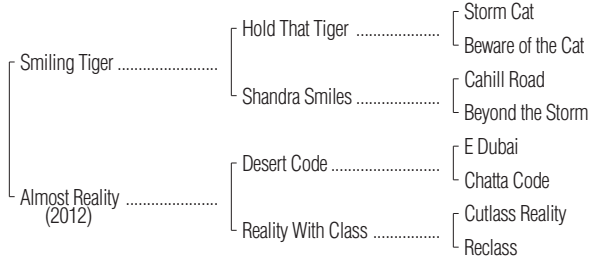 Storm Cat
Hold That Tiger ..................
Beware of the Cat
Smiling Tiger ......................
Cahill Road
Shandra Smiles .................
Beyond the Storm
E Dubai
Desert Code ......................
Chatta Code
Almost Reality ....................
(2012)
Cutlass Reality
Reality With Class ..............
Reclass